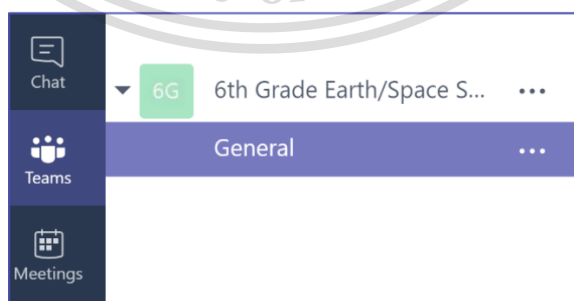 Chat
6G 6th Grade Earth/Space S... ...
General ...
Teams
Meetings